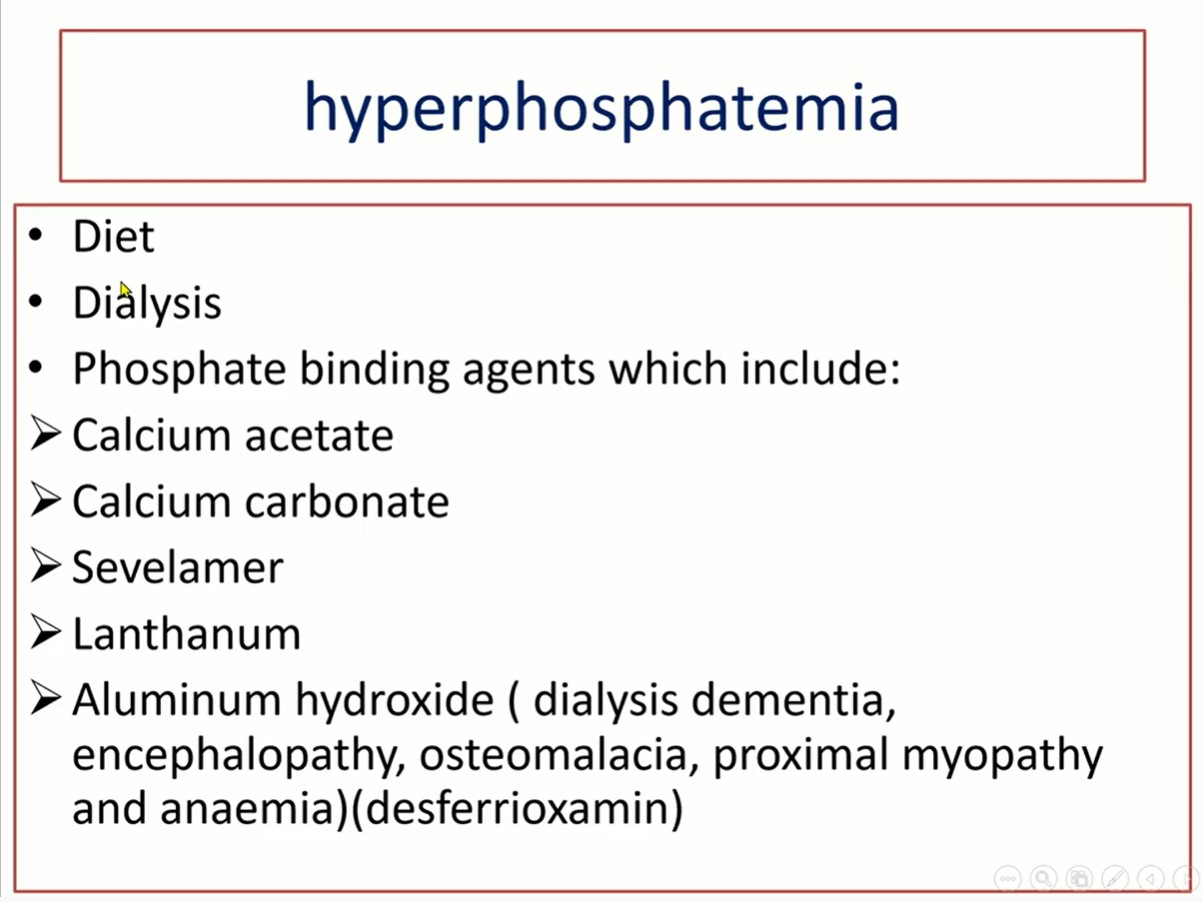 hyperphosphatemia
• Diet
• Dialysis
• Phosphate binding agents which include:
➢ Calcium acetate
➢ Calcium carbonate
➢ Sevelamer
➢ Lanthanum
➢ Aluminum hydroxide ( dialysis dementia,
encephalopathy, osteomalacia, proximal myopathy
and anaemia)(desferrioxamin)